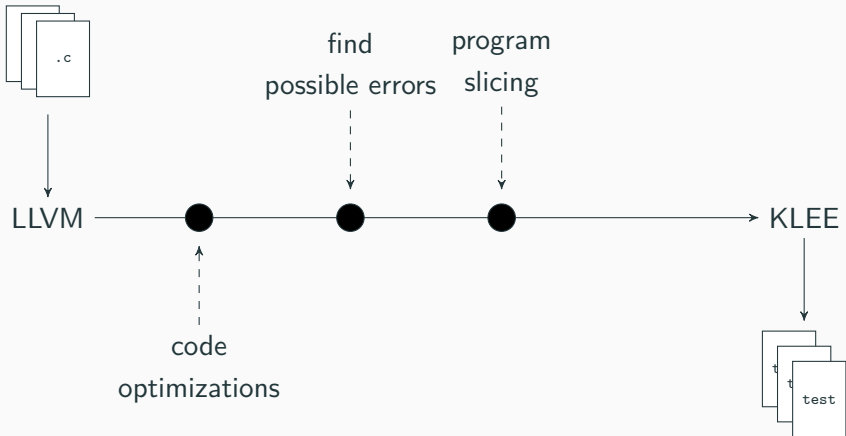 .c
find
possible errors
program
slicing
LLVM
KLEE
code
optimizations
t
t
test